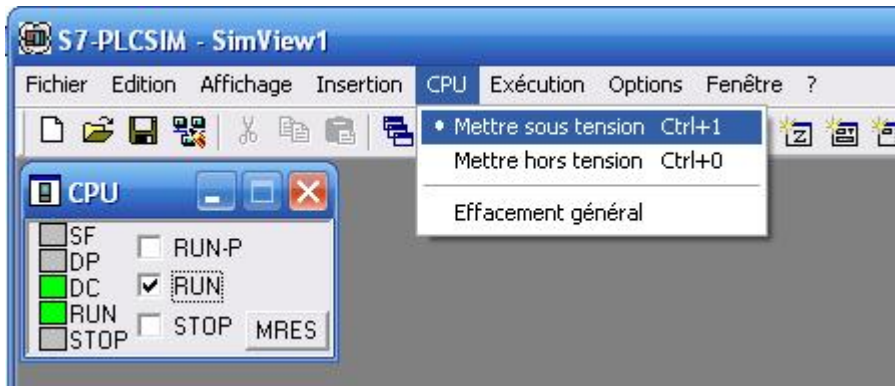 S7-PLCSIM - SimView1
Fichier Edition Affichage Insertion CPU Exécution Options Fenêtre ?
Mettre sous tension Ctrl+1
Mettre hors tension Ctrl+0
Effacement général
CPU
SF
DP
DC
RUN
STOP
RUN-P
RUN
STOP
MRES